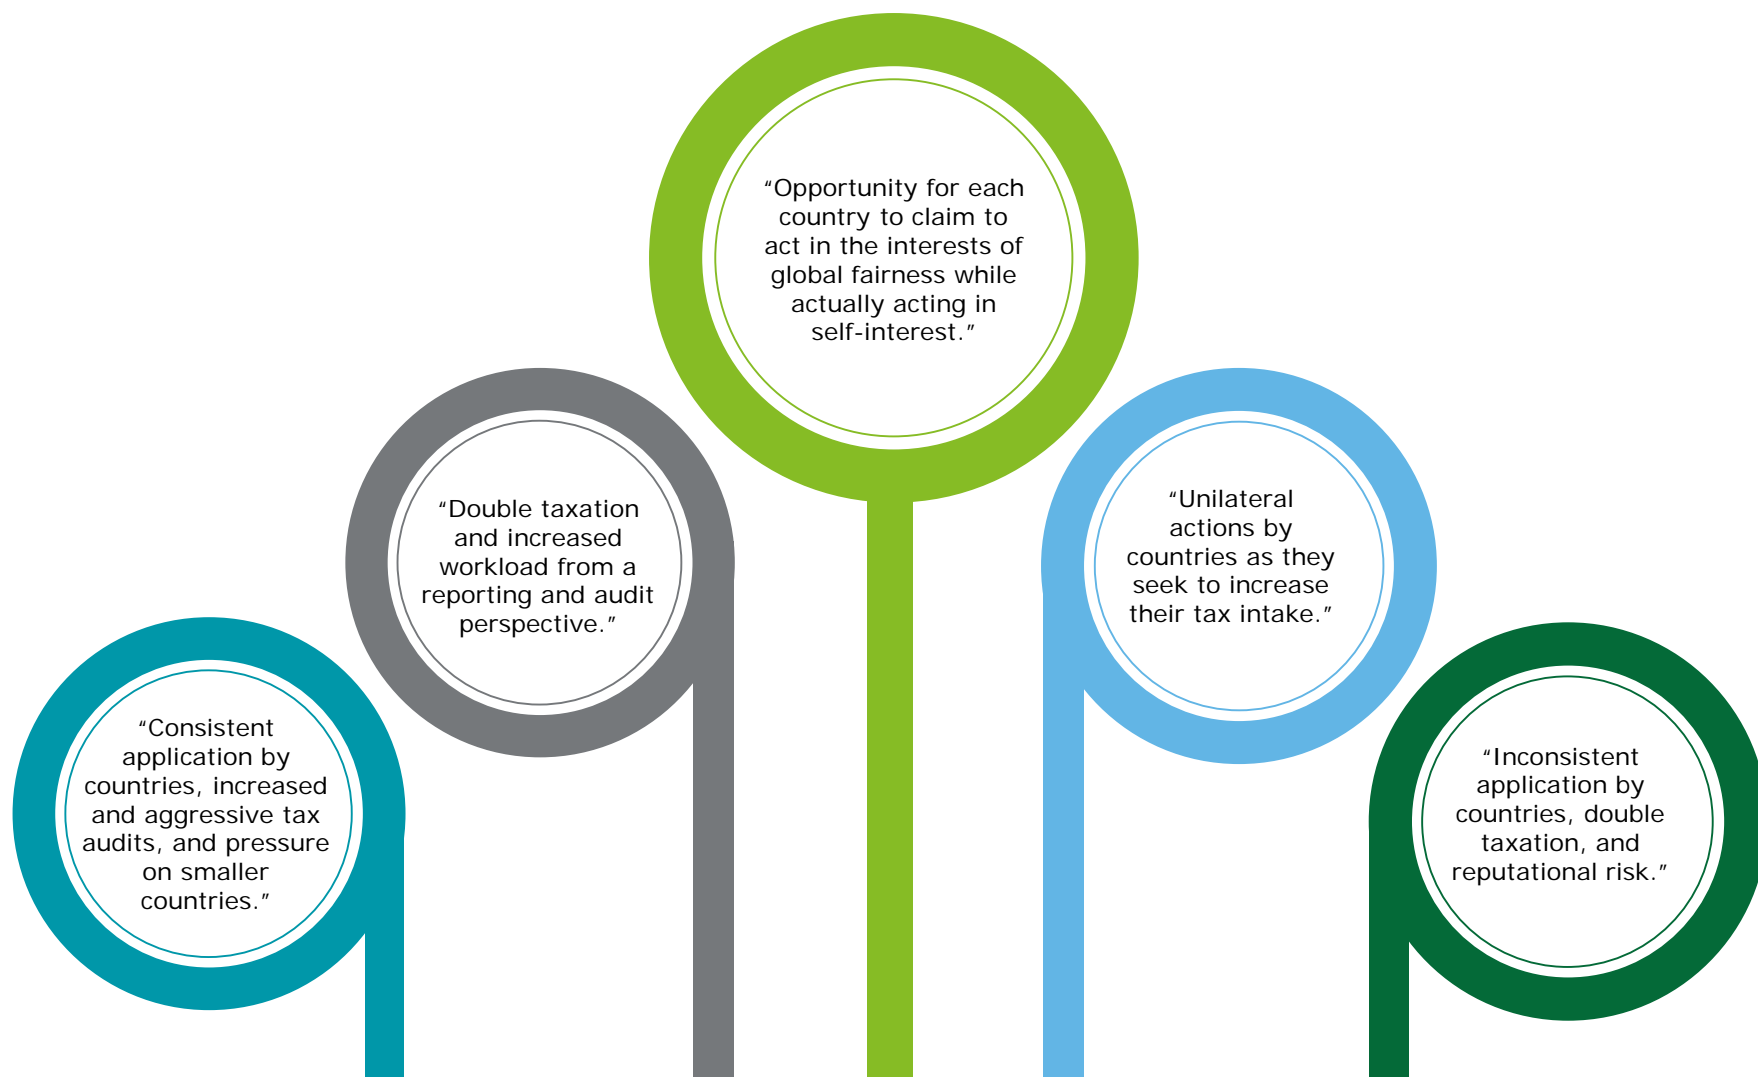 “Opportunity for each
country to claim to
act in the interests of
global fairness while
actually acting in
self-interest.”
“Double taxation
and increased
workload from a
reporting and audit
perspective.”
“Unilateral
actions by
countries as they
seek to increase
their tax intake.”
“Consistent
application by
countries, increased
and aggressive tax
audits, and pressure
on smaller
countries.”
“Inconsistent
application by
countries, double
taxation, and
reputational risk.”